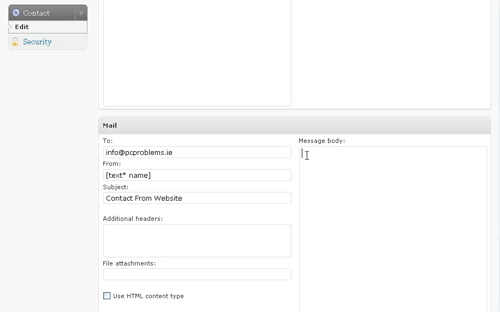 Contact
Edit
Security
Mail
To:
info@pcproblems.ie
From:
[text* name]
Subject:
Contact From Website
Additional headers:
File attachments:
Use HTML content type
Message body: